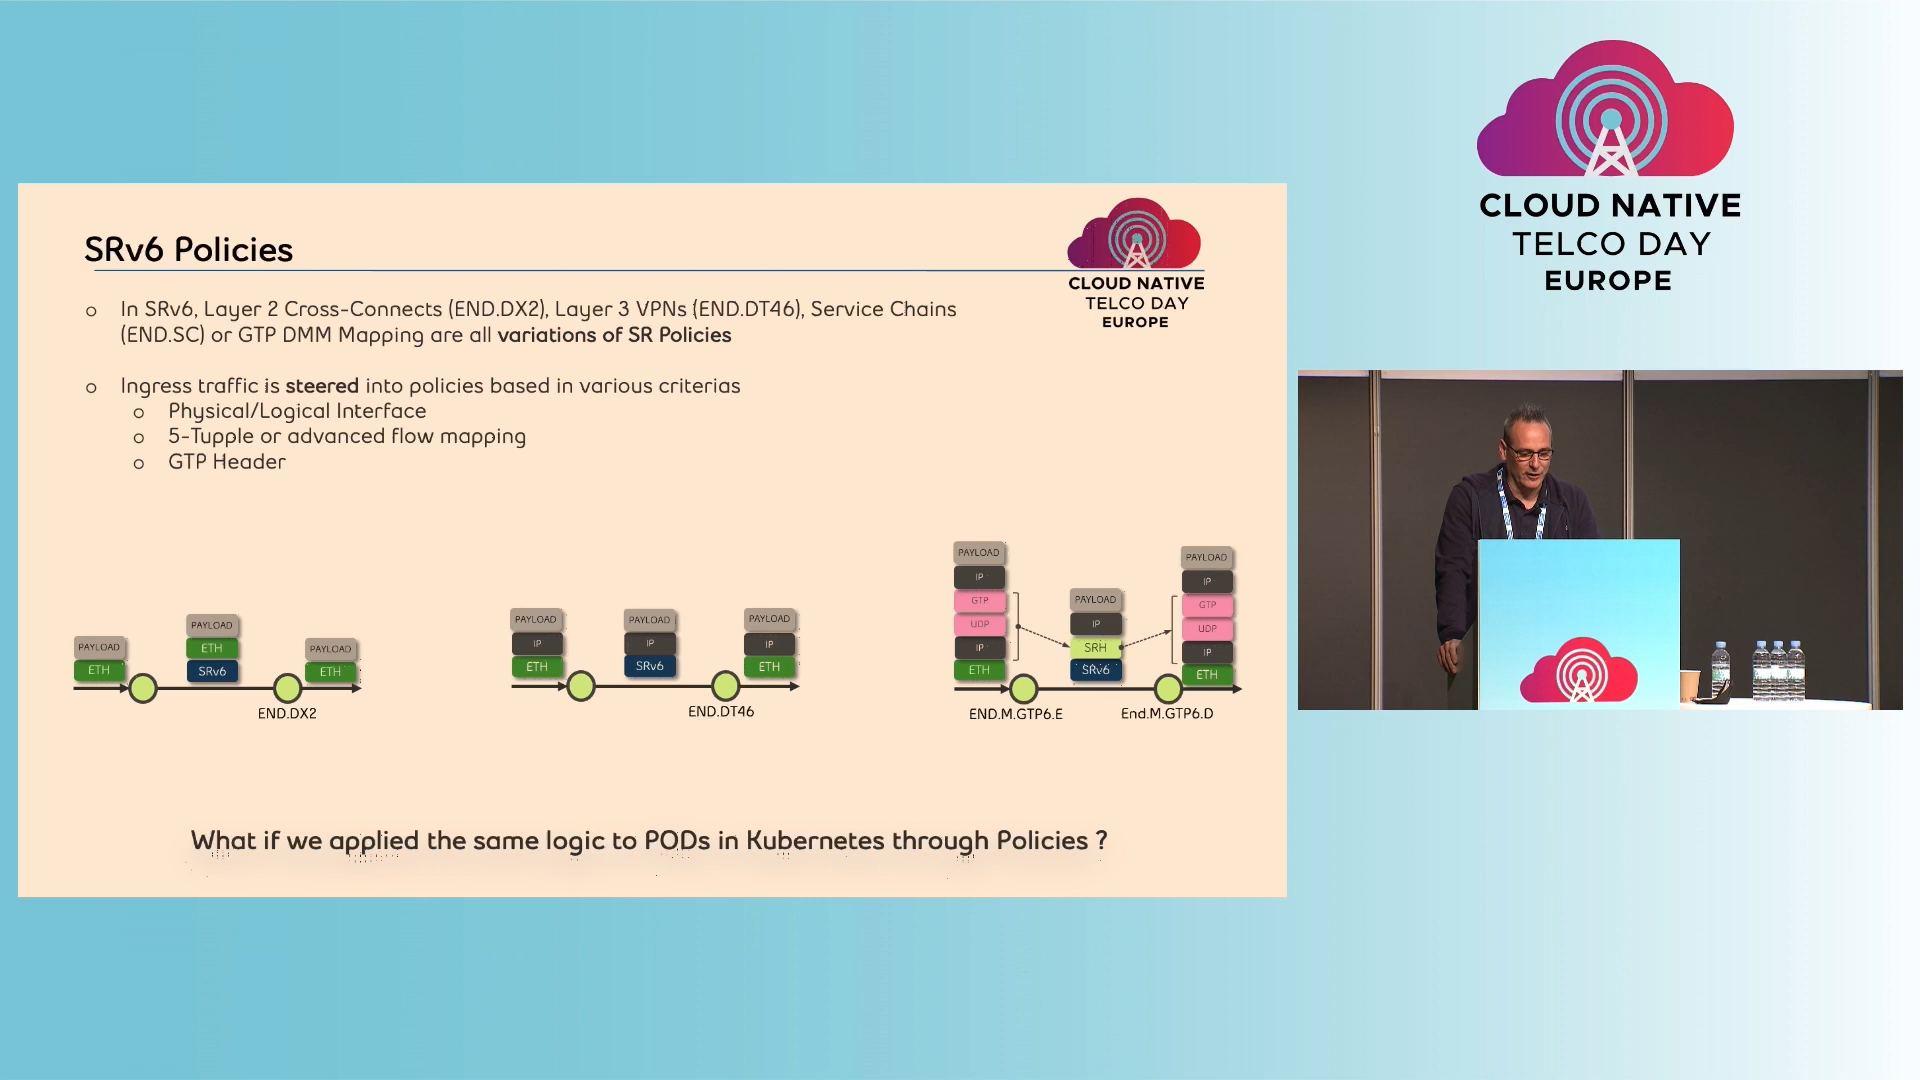 CLOUD NATIVE
TELCO DAY
EUROPE
SRv6 Policies
CLOUD NATIVE
TELCO DAY
EUROPE
o In SRv6, Layer 2 Cross-Connects (END.DX2), Layer 3 VPNs (END.DT46), Service Chains
(END.SC) or GTP DMM Mapping are all variations of SR Policies
o Ingress traffic is steered into policies based in various criterias
o Physical/Logical Interface
o 5-Tupple or advanced flow mapping
o GTP Header
PAYLOAD
ETH
PAYLOAD
ETH
SRv6
PAYLOAD
ETH
END.DX2
PAYLOAD
IP
ETH
PAYLOAD
IP
SRv6
PAYLOAD
IP
ETH
END.DT46
PAYLOAD
IP
GTP
UDP
IP
ETH
PAYLOAD
IP
SRH
SRv6
PAYLOAD
IP
GTP
UDP
IP
ETH
END.M.GTP6.E
End.M.GTP6.D
What if we applied the same logic to PODs in Kubernetes through Policies ?